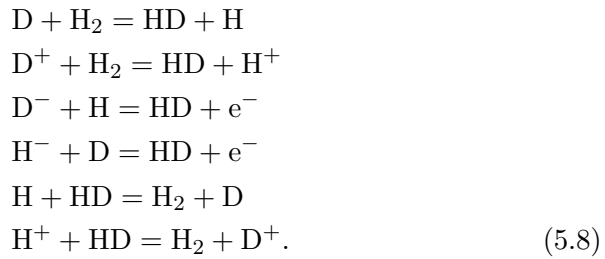 D + H₂ = HD + H
D⁺ + H₂ = HD + H⁺
D⁻ + H = HD + e⁻
H⁻ + D = HD + e⁻
H + HD = H₂ + D
H⁺ + HD = H₂ + D⁺. (5.8)